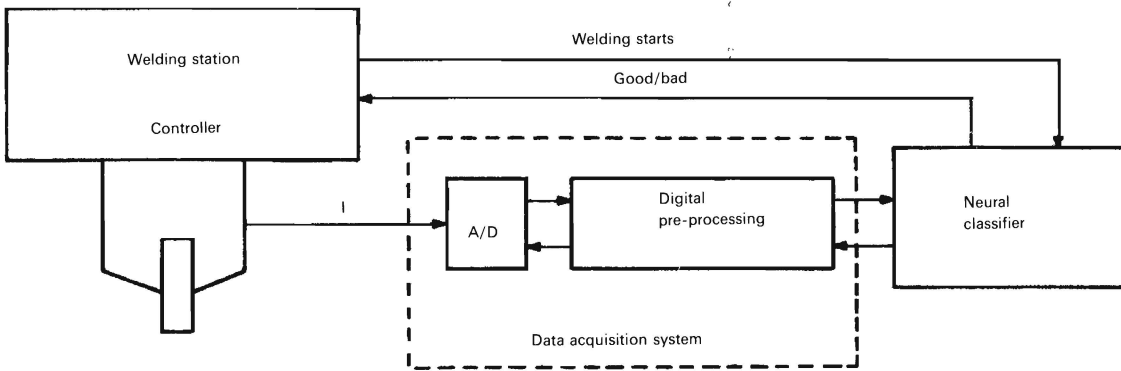 Welding station
Controller
Welding starts
Good/bad
I
A/D
Digital
pre-processing
Neural
classifier
Data acquisition system